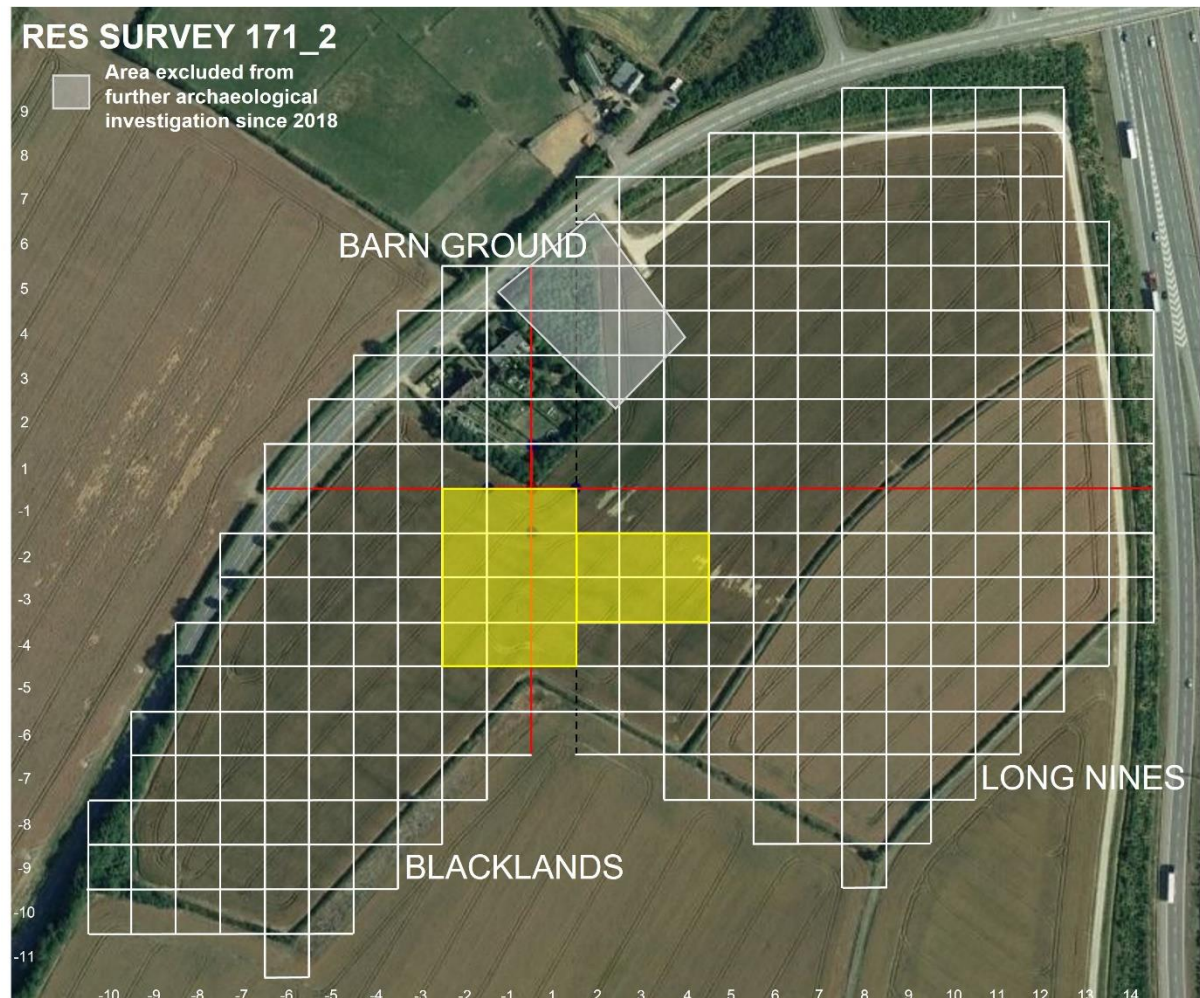 RES SURVEY 171_2
Area excluded from
further archaeological
investigation since 2018
9
8
7
6
BARN GROUND
5
4
3
2
1
-1
-2
-3
-4
-5
-6
-7
LONG NINES
-8
BLACKLANDS
-9
-10
-11
-10 -9 -8 -7 -6 -5 -4 -3 -2 -1 1 2 3 4 5 6 7 8 9 10 11 12 13 14